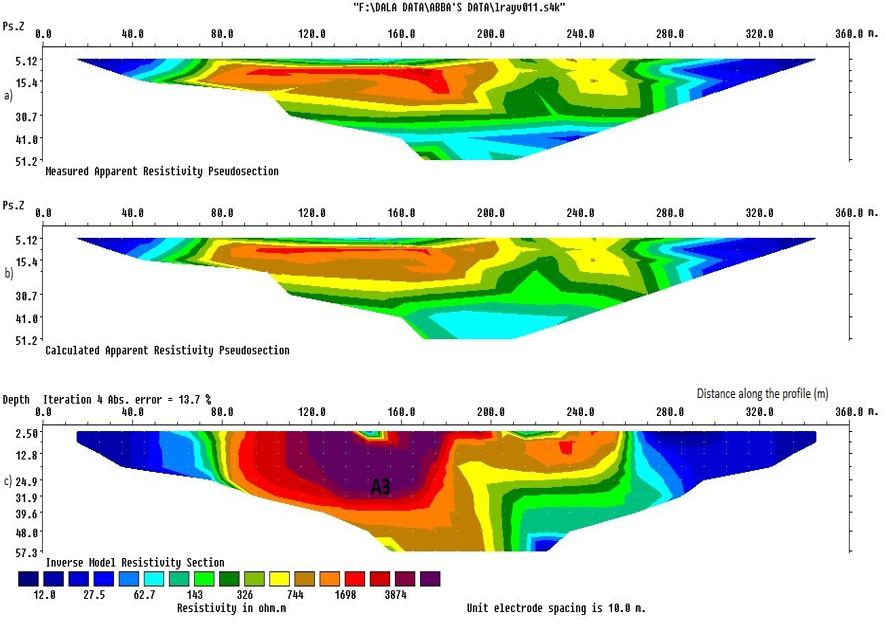 "F:\DALA DATA\ABBA'S DATA\lrayv011.s4k"
Ps.Z 0.0 40.0 80.0 120.0 160.0 200.0 240.0 280.0 320.0 360.0 m.
5.12
15.4
a)
30.7
41.0
51.2
Measured Apparent Resistivity Pseudosection
Ps.Z 0.0 40.0 80.0 120.0 160.0 200.0 240.0 280.0 320.0 360.0 m.
5.12
15.4
b)
30.7
41.0
51.2
Calculated Apparent Resistivity Pseudosection
Distance along the profile (m)
Depth Iteration 4 Abs. error = 13.7 %
0.0 40.0 80.0 120.0 160.0 200.0 240.0 280.0 320.0 360.0 m.
2.50
12.8
24.9
c)
A3
31.9
39.6
48.0
57.3
Inverse Model Resistivity Section
12.0 27.5 62.7 143 326 744 1698 3874
Resistivity in ohm.m
Unit electrode spacing is 10.0 m.